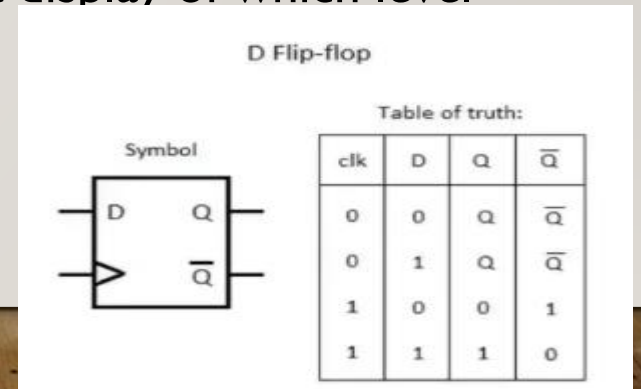 D Flip-flop
Table of truth:
Symbol
clk D Q Q̅
D Q
Q̅
0 0 Q Q̅
0 1 Q Q̅
1 0 0 1
1 1 1 0